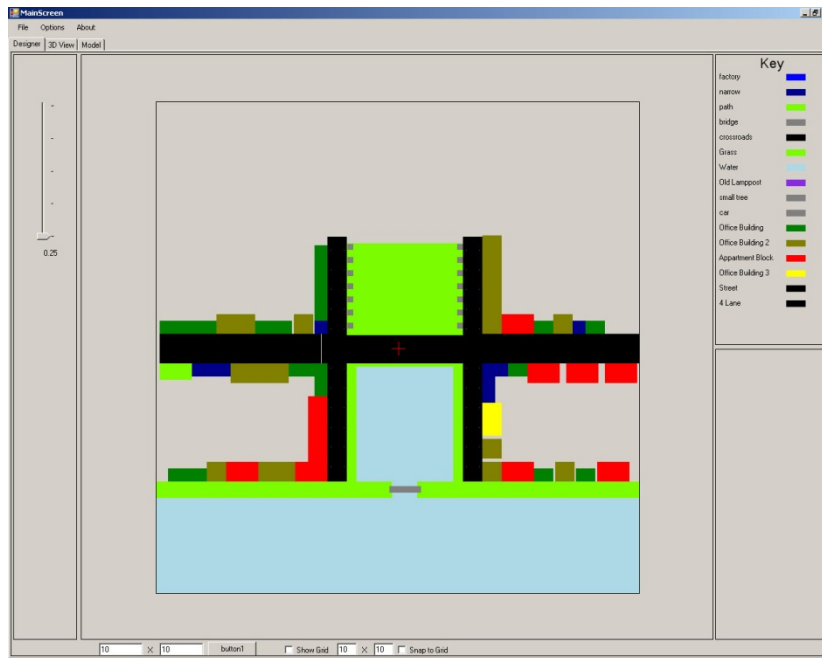 MainScreen
File Options About
Designer 3D View Model
0.25
Key
factory
narrow
path
bridge
crossroads
Grass
Water
Old Lamppost
small tree
car
Office Building
Office Building 2
Appartment Block
Office Building 3
Street
4 Lane
10 X 10 button1 Show Grid 10 X 10 Snap to Grid